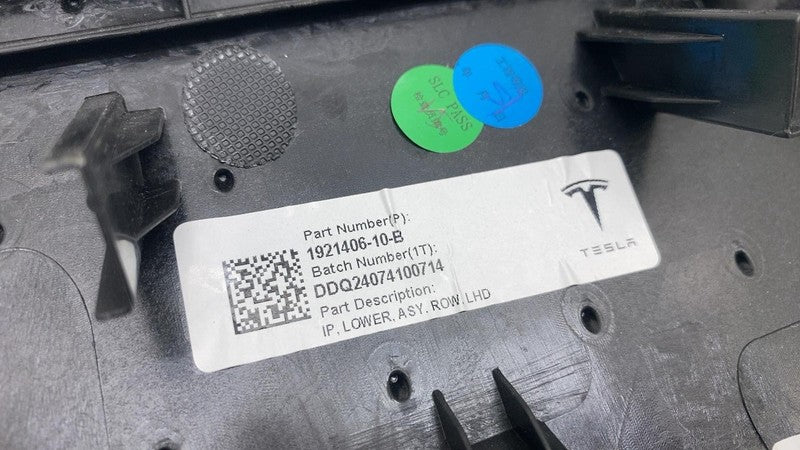 SLC PASS
Part Number(P):
1921406-10-B
Batch Number(1T):
DDQ24074100714
Part Description:
IP, LOWER, ASY, ROW, LHD
TESLA